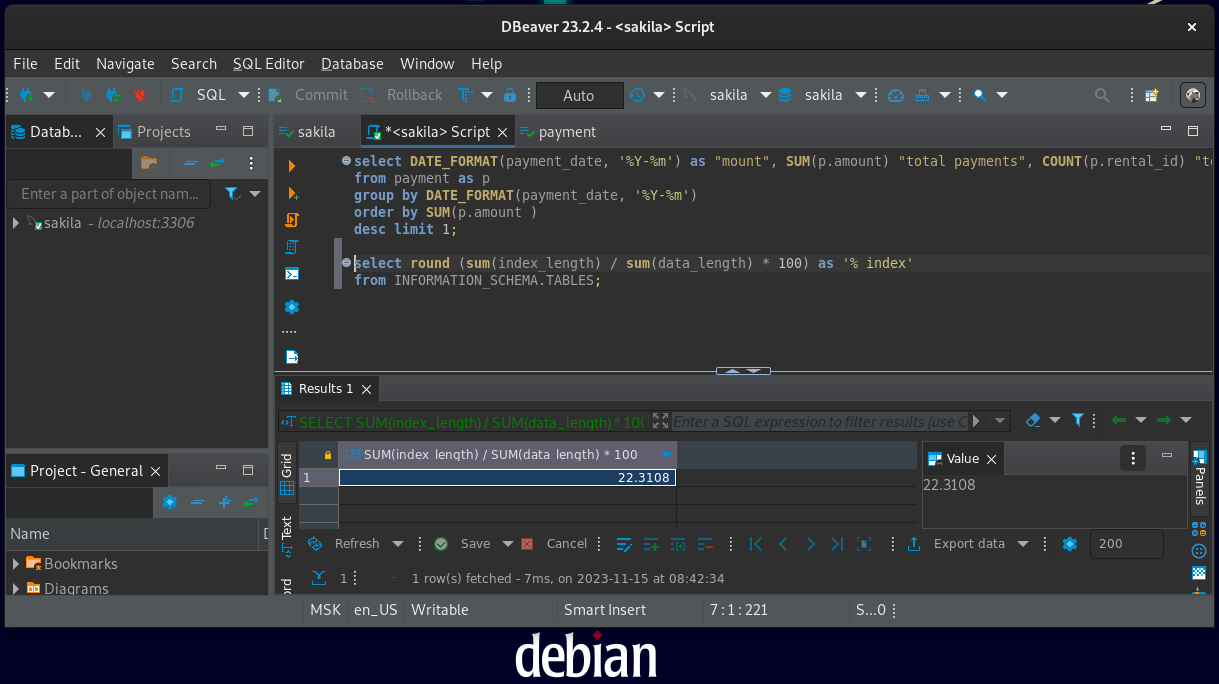 DBeaver 23.2.4 - <sakila> Script
File Edit Navigate Search SQL Editor Database Window Help
SQL Commit Rollback Auto sakila sakila
Datab... Projects
Enter a part of object nam...
sakila - localhost:3306
Project - General
Name
Bookmarks
Diagrams
sakila *<sakila> Script payment
select DATE_FORMAT(payment_date, '%Y-%m') as "mount", SUM(p.amount) "total payments", COUNT(p.rental_id)
from payment as p
group by DATE_FORMAT(payment_date, '%Y-%m')
order by SUM(p.amount )
desc limit 1;
select round (sum(index_length) / sum(data_length) * 100) as '% index'
from INFORMATION_SCHEMA.TABLES;
Results 1
SELECT SUM(index_length) / SUM(data_length) * 100 Enter a SQL expression to filter results (use C
Grid
Text
SUM(index_length) / SUM(data_length) * 100
1 22.3108
Value
22.3108
Panels
Refresh Save Cancel Export data 200
1 1 row(s) fetched - 7ms, on 2023-11-15 at 08:42:34
MSK en_US Writable Smart Insert 7 : 1 : 221 S...0
debian